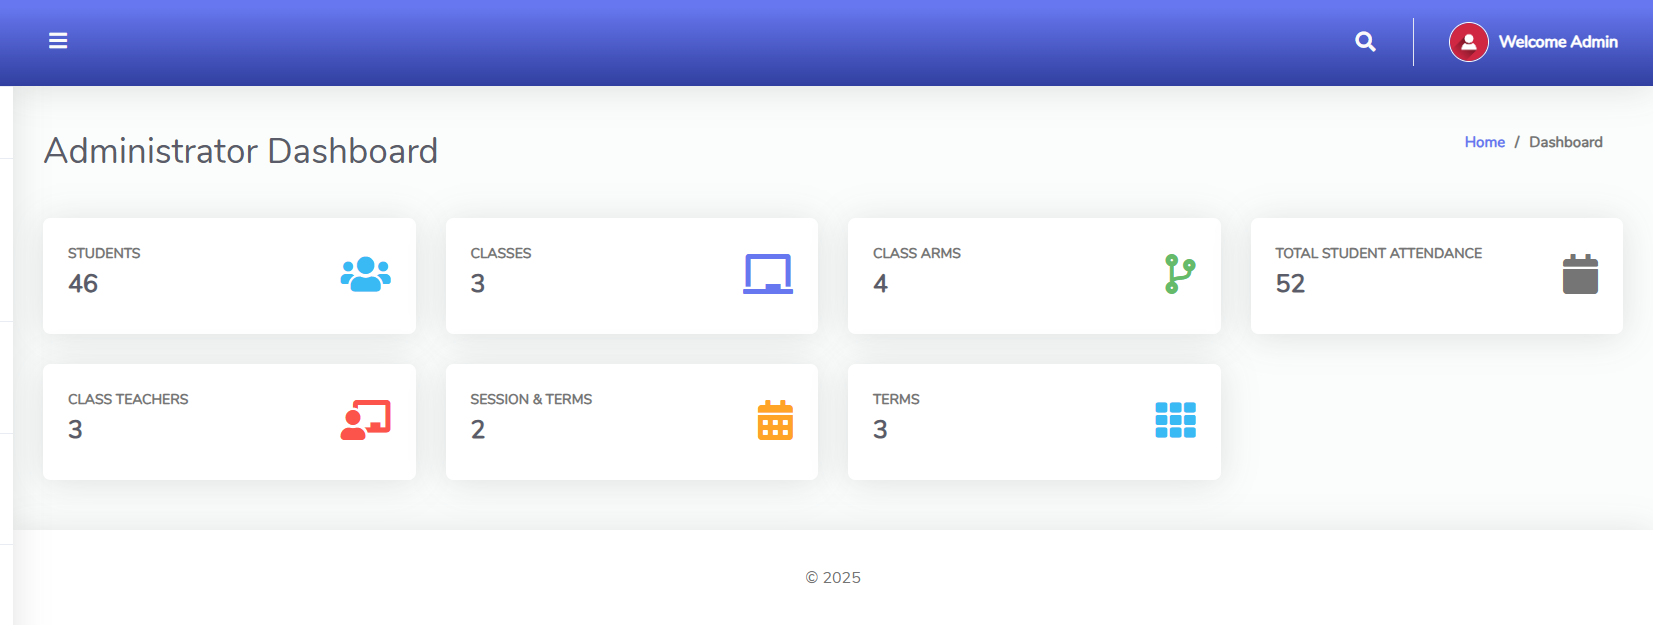 Welcome Admin
Administrator Dashboard
Home / Dashboard
STUDENTS
46
CLASSES
3
CLASS ARMS
4
TOTAL STUDENT ATTENDANCE
52
CLASS TEACHERS
3
SESSION & TERMS
2
TERMS
3
© 2025